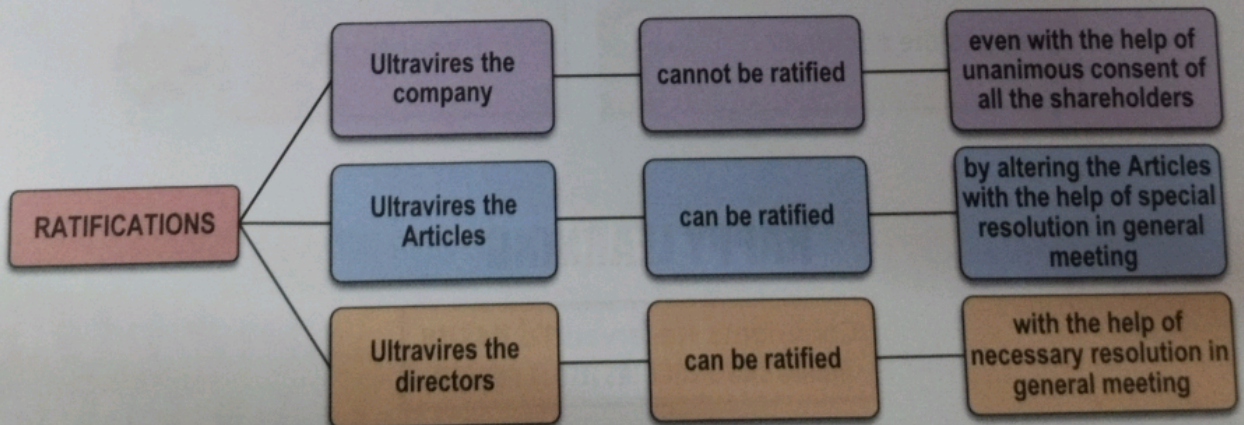 RATIFICATIONS
Ultravires the
company
cannot be ratified
even with the help of
unanimous consent of
all the shareholders
Ultravires the
Articles
can be ratified
by altering the Articles
with the help of special
resolution in general
meeting
Ultravires the
directors
can be ratified
with the help of
necessary resolution in
general meeting